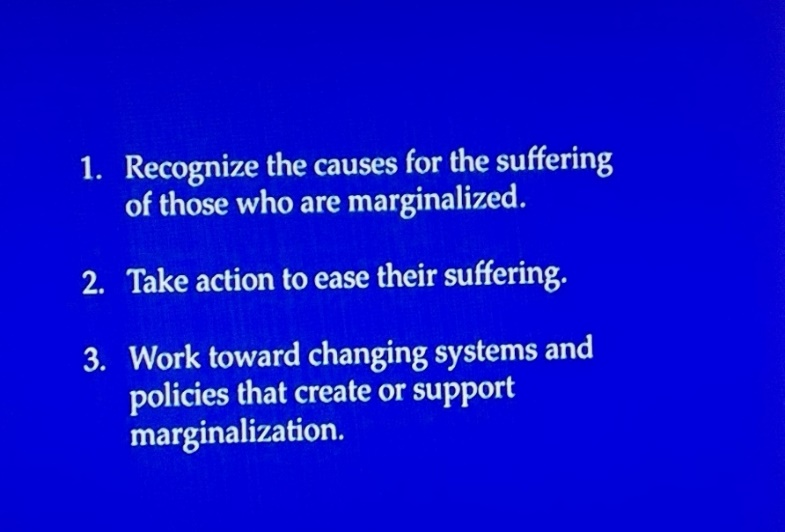 1. Recognize the causes for the suffering
of those who are marginalized.
2. Take action to ease their suffering.
3. Work toward changing systems and
policies that create or support
marginalization.